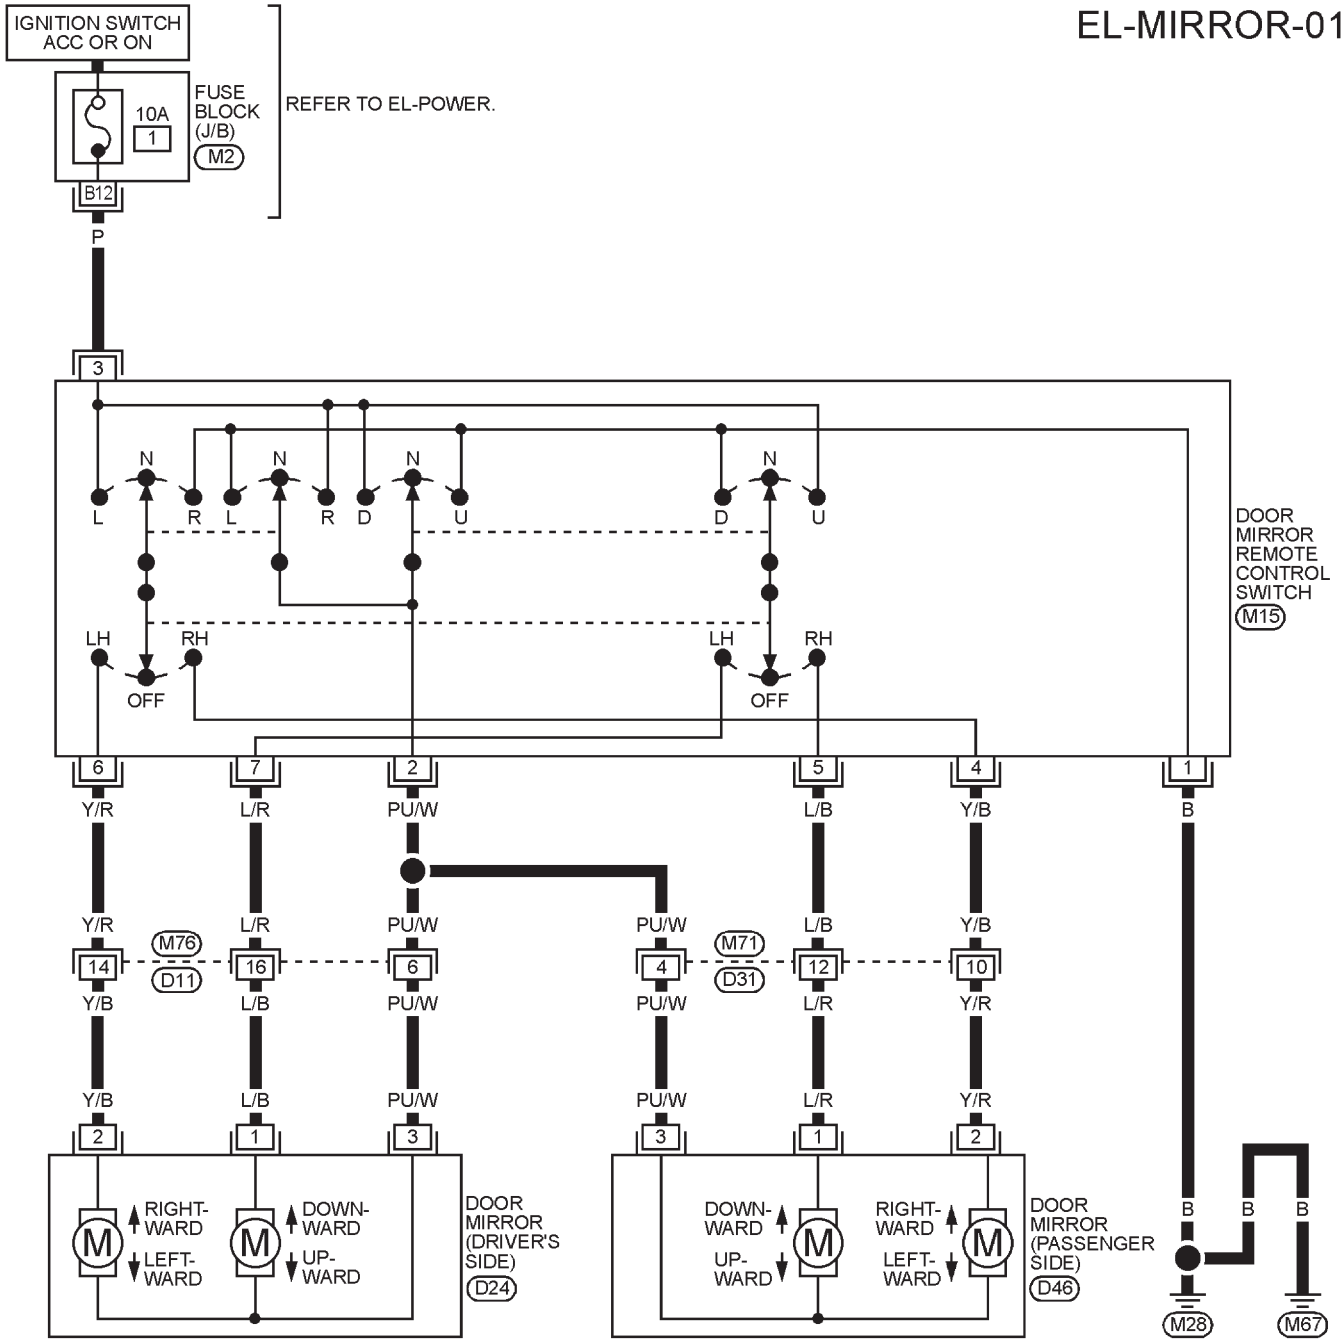 EL-MIRROR-01
IGNITION SWITCH
ACC OR ON
10A
1
FUSE
BLOCK
(J/B)
M2
REFER TO EL-POWER.
B12
P
3
N N N N
L R L R D U D U
LH RH LH RH
OFF OFF
DOOR
MIRROR
REMOTE
CONTROL
SWITCH
M15
6 7 2 5 4 1
Y/R L/R PU/W L/B Y/B B
Y/R L/R PU/W PU/W L/B Y/B
M76 M71
14 16 6 4 12 10
D11 D31
Y/B L/B PU/W PU/W L/R Y/R
Y/B L/B PU/W PU/W L/R Y/R
2 1 3 3 1 2
M
RIGHT-
WARD
LEFT-
WARD
M
DOWN-
WARD
UP-
WARD
DOOR
MIRROR
(DRIVER'S
SIDE)
D24
DOWN-
WARD
UP-
WARD
M
RIGHT-
WARD
LEFT-
WARD
M
DOOR
MIRROR
(PASSENGER
SIDE)
D46
B B B
M28 M67